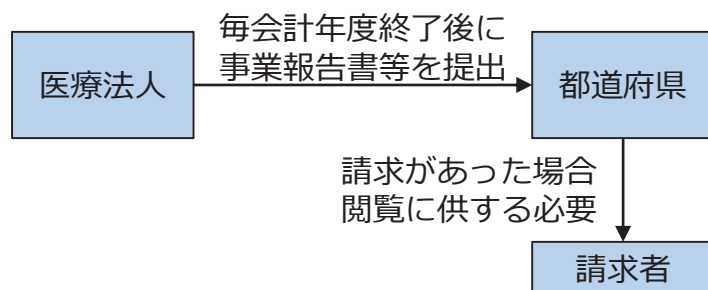 毎会計年度終了後に
事業報告書等を提出
医療法人
都道府県
請求があった場合
閲覧に供する必要
請求者